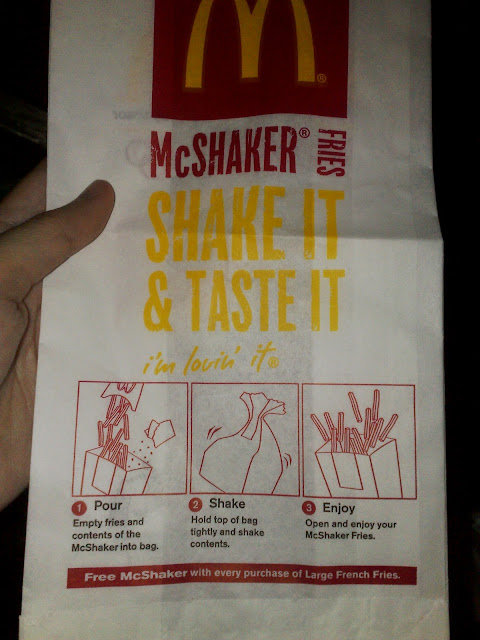 McSHAKER® FRIES
SHAKE IT
& TASTE IT
i'm lovin' it®
1 Pour
Empty fries and
contents of the
McShaker into bag.
2 Shake
Hold top of bag
tightly and shake
contents.
3 Enjoy
Open and enjoy your
McShaker Fries.
Free McShaker with every purchase of Large French Fries.